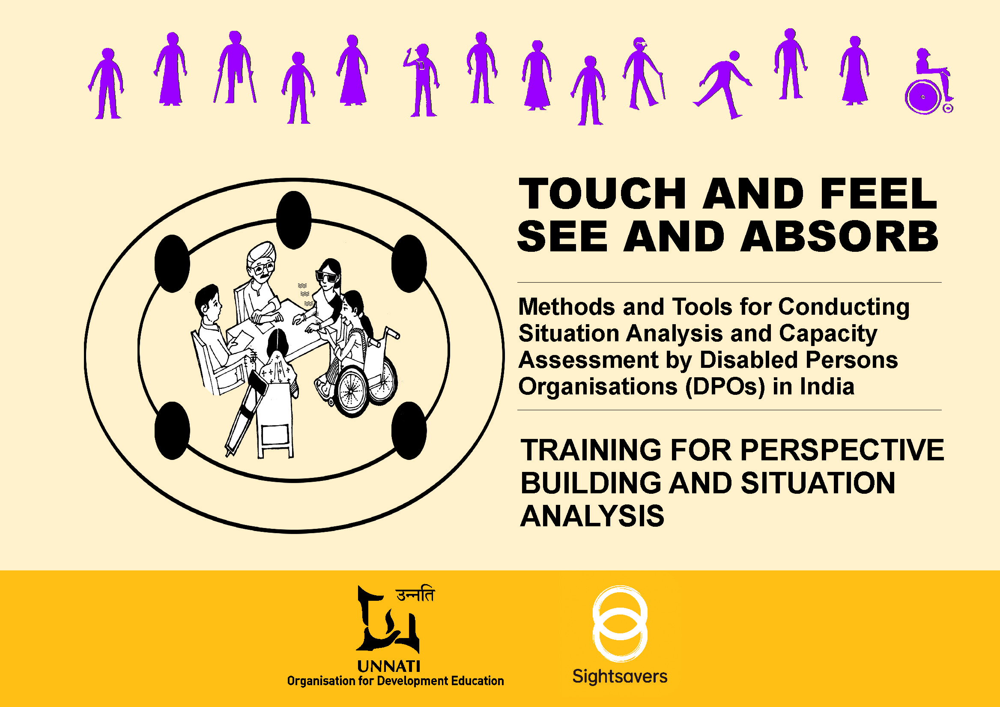 TOUCH AND FEEL
SEE AND ABSORB
Methods and Tools for Conducting
Situation Analysis and Capacity
Assessment by Disabled Persons
Organisations (DPOs) in India
TRAINING FOR PERSPECTIVE
BUILDING AND SITUATION
ANALYSIS
उन्नति
UNNATI
Organisation for Development Education
Sightsavers